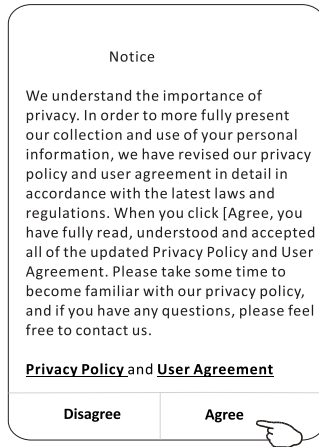 Notice
We understand the importance of
privacy. In order to more fully present
our collection and use of your personal
information, we have revised our privacy
policy and user agreement in detail in
accordance with the latest laws and
regulations. When you click [Agree, you
have fully read, understood and accepted
all of the updated Privacy Policy and User
Agreement. Please take some time to
become familiar with our privacy policy,
and if you have any questions, please feel
free to contact us.
Privacy Policy and User Agreement
Disagree Agree